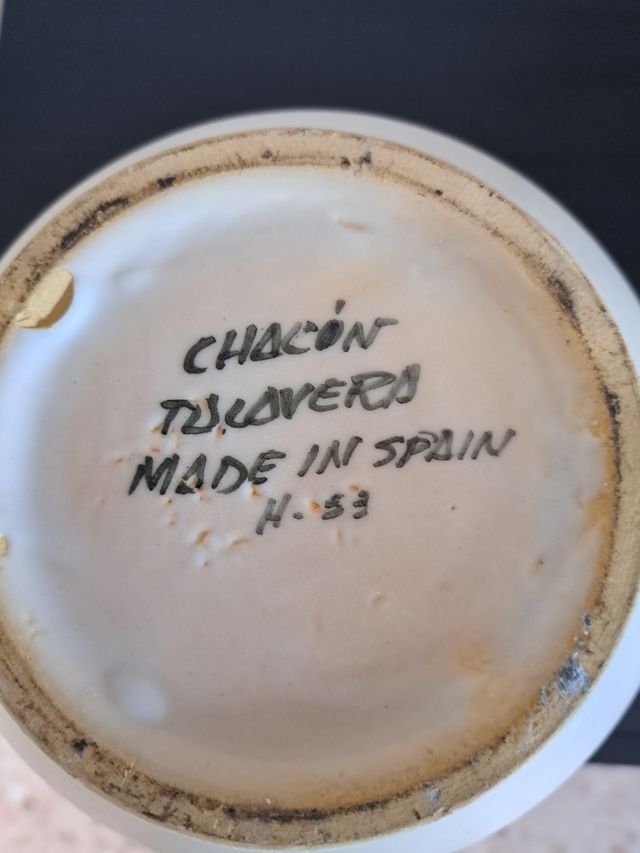 CHACÓN
TALAVERA
MADE IN SPAIN
H-53